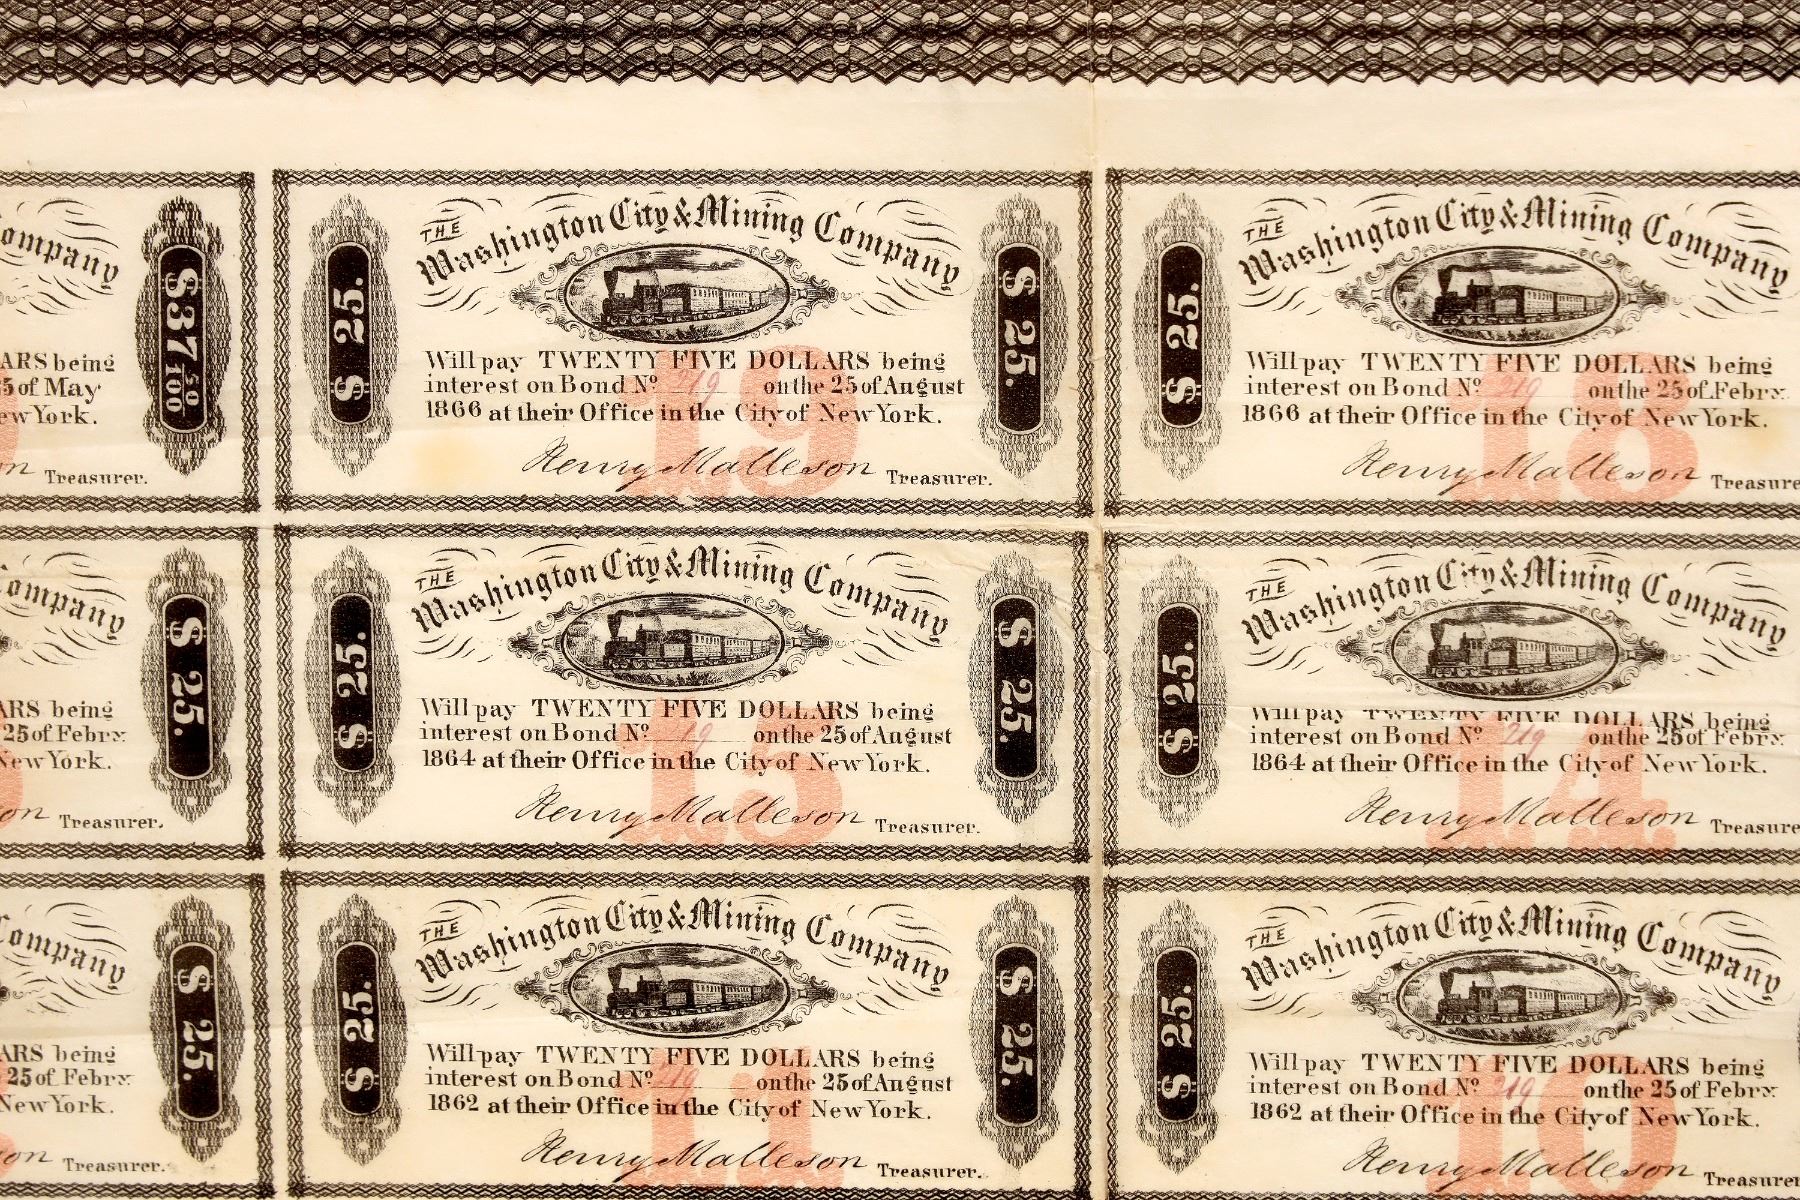 ompany
$37 50/100
ARS being
5 of May
ew York.
n Treasurer.
THE
Washington City & Mining Company
$ 25.
$ 25.
Will pay TWENTY FIVE DOLLARS being
interest on Bond No. 219 on the 25 of August
1866 at their Office in the City of New York.
19
Henry Malleson Treasurer.
THE
Washington City & Mining Company
$ 25.
Will pay TWENTY FIVE DOLLARS being
interest on Bond No. 219 on the 25 of Febry.
1866 at their Office in the City of New York.
18
Henry Malleson Treasure
Company
$ 25.
ARS being
25 of Febry.
New York.
on Treasurer.
THE
Washington City & Mining Company
$ 25.
$ 25.
Will pay TWENTY FIVE DOLLARS being
interest on Bond No. 19 on the 25 of August
1864 at their Office in the City of New York.
15
Henry Malleson Treasurer.
THE
Washington City & Mining Company
$ 25.
Will pay TWENTY FIVE DOLLARS being
interest on Bond No. 219 on the 25 of Febry.
1864 at their Office in the City of New York.
14
Henry Malleson Treasure
Company
$ 25.
ARS being
25 of Febry.
New York.
on Treasurer.
THE
Washington City & Mining Company
$ 25.
$ 25.
Will pay TWENTY FIVE DOLLARS being
interest on Bond No. 219 on the 25 of August
1862 at their Office in the City of New York.
11
Henry Malleson Treasurer.
THE
Washington City & Mining Company
$ 25.
Will pay TWENTY FIVE DOLLARS being
interest on Bond No. 219 on the 25 of Febry.
1862 at their Office in the City of New York.
10
Henry Malleson Treasurer